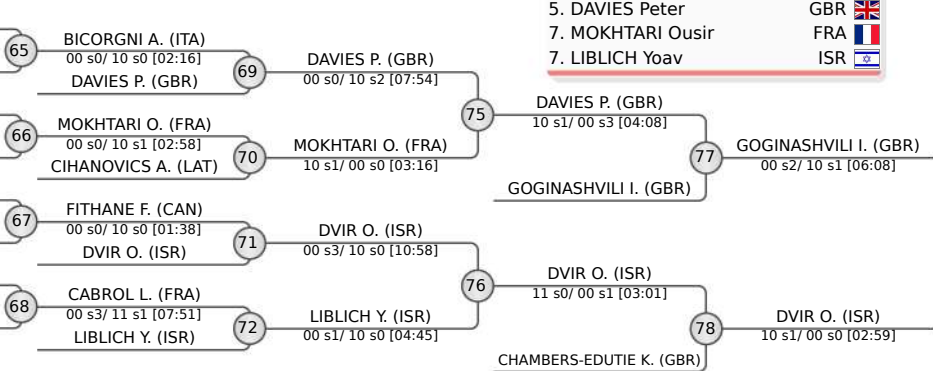 5. DAVIES Peter GBR
7. MOKHTARI Ousir FRA
7. LIBLICH Yoav ISR
65
BICORGNI A. (ITA)
00 s0/ 10 s0 [02:16]
DAVIES P. (GBR)
69
DAVIES P. (GBR)
00 s0/ 10 s2 [07:54]
66
MOKHTARI O. (FRA)
00 s0/ 10 s1 [02:58]
CIHANOVICS A. (LAT)
70
MOKHTARI O. (FRA)
10 s1/ 00 s0 [03:16]
75
DAVIES P. (GBR)
10 s1/ 00 s3 [04:08]
GOGINASHVILI I. (GBR)
77
GOGINASHVILI I. (GBR)
00 s2/ 10 s1 [06:08]
67
FITHANE F. (CAN)
00 s0/ 10 s0 [01:38]
DVIR O. (ISR)
71
DVIR O. (ISR)
00 s3/ 10 s0 [10:58]
68
CABROL L. (FRA)
00 s3/ 11 s1 [07:51]
LIBLICH Y. (ISR)
72
LIBLICH Y. (ISR)
00 s1/ 10 s0 [04:45]
76
DVIR O. (ISR)
11 s0/ 00 s1 [03:01]
CHAMBERS-EDUTIE K. (GBR)
78
DVIR O. (ISR)
10 s1/ 00 s0 [02:59]